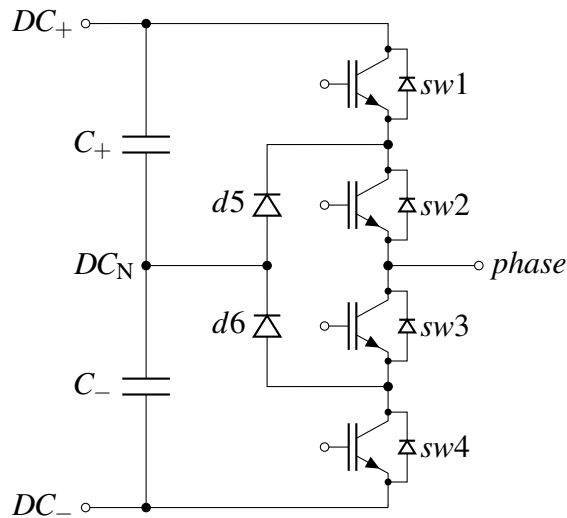 DC+
sw1
C+
d5
sw2
DCN
phase
d6
sw3
C−
sw4
DC−